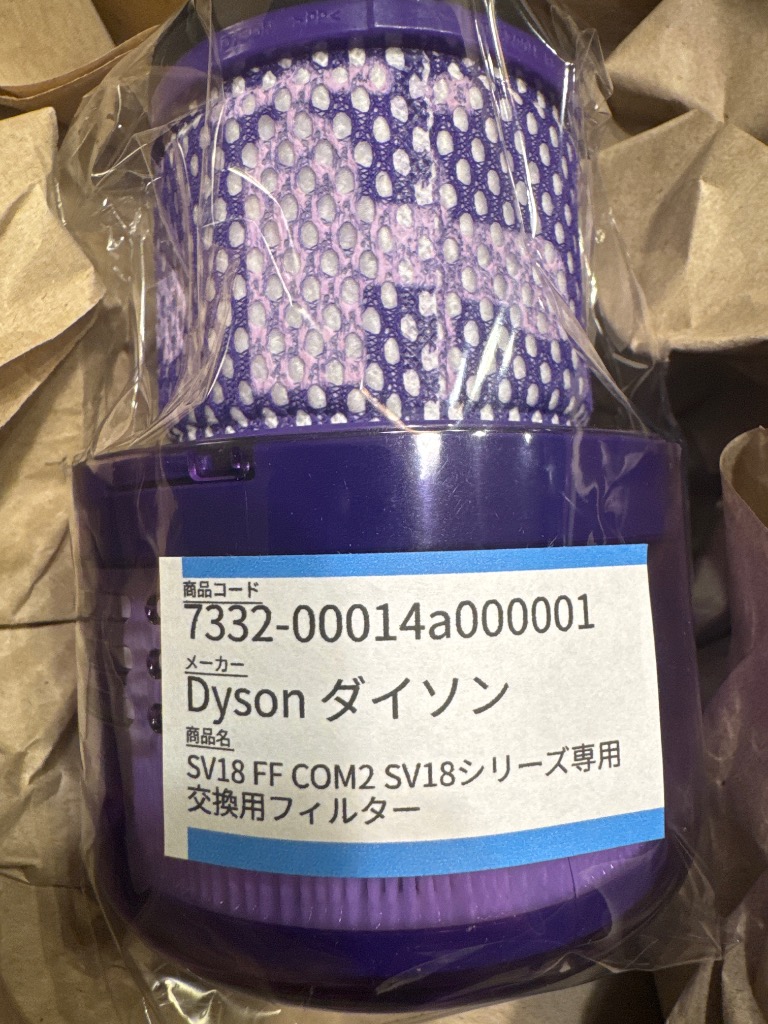 商品コード
7332-00014a000001
メーカー
Dyson ダイソン
商品名
SV18 FF COM2 SV18シリーズ専用
交換用フィルター